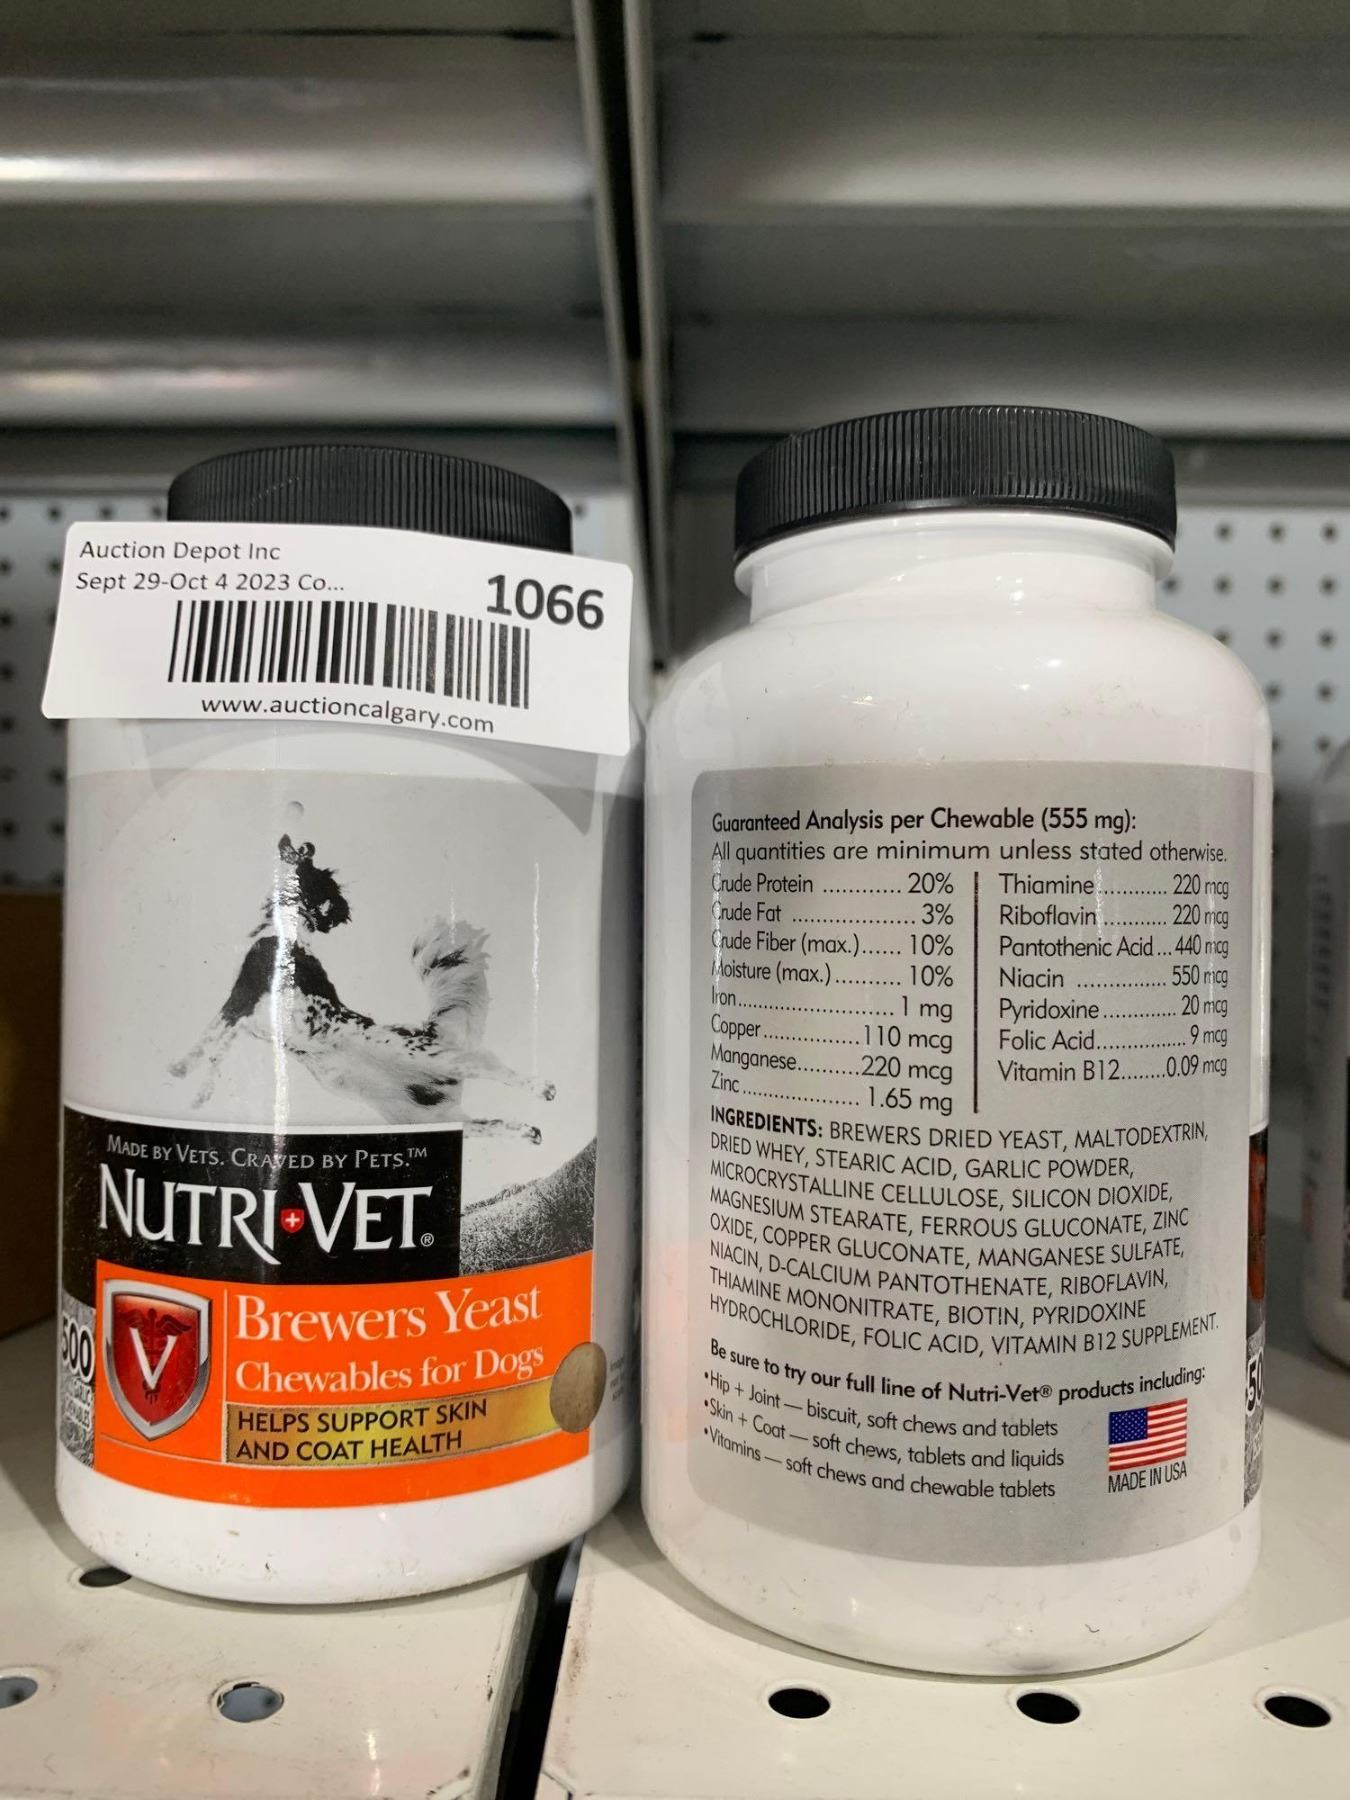 Auction Depot Inc
Sept 29-Oct 4 2023 Co...
1066
www.auctioncalgary.com
MADE BY VETS. CRAVED BY PETS.™
NUTRI-VET®
V
Brewers Yeast
Chewables for Dogs
HELPS SUPPORT SKIN
AND COAT HEALTH
500
Guaranteed Analysis per Chewable (555 mg):
All quantities are minimum unless stated otherwise.
Crude Protein ............ 20%
Crude Fat .................. 3%
Crude Fiber (max.)...... 10%
Moisture (max.).......... 10%
Iron........................ 1 mg
Copper...............110 mcg
Manganese..........220 mcg
Zinc.................... 1.65 mg
Thiamine............ 220 mcg
Riboflavin........... 220 mcg
Pantothenic Acid... 440 mcg
Niacin ............... 550 mcg
Pyridoxine............ 20 mcg
Folic Acid............... 9 mcg
Vitamin B12........0.09 mcg
INGREDIENTS: BREWERS DRIED YEAST, MALTODEXTRIN,
DRIED WHEY, STEARIC ACID, GARLIC POWDER,
MICROCRYSTALLINE CELLULOSE, SILICON DIOXIDE,
MAGNESIUM STEARATE, FERROUS GLUCONATE, ZINC
OXIDE, COPPER GLUCONATE, MANGANESE SULFATE,
NIACIN, D-CALCIUM PANTOTHENATE, RIBOFLAVIN,
THIAMINE MONONITRATE, BIOTIN, PYRIDOXINE
HYDROCHLORIDE, FOLIC ACID, VITAMIN B12 SUPPLEMENT.
Be sure to try our full line of Nutri-Vet® products including:
•Hip + Joint — biscuit, soft chews and tablets
•Skin + Coat — soft chews, tablets and liquids
•Vitamins — soft chews and chewable tablets
MADE IN USA